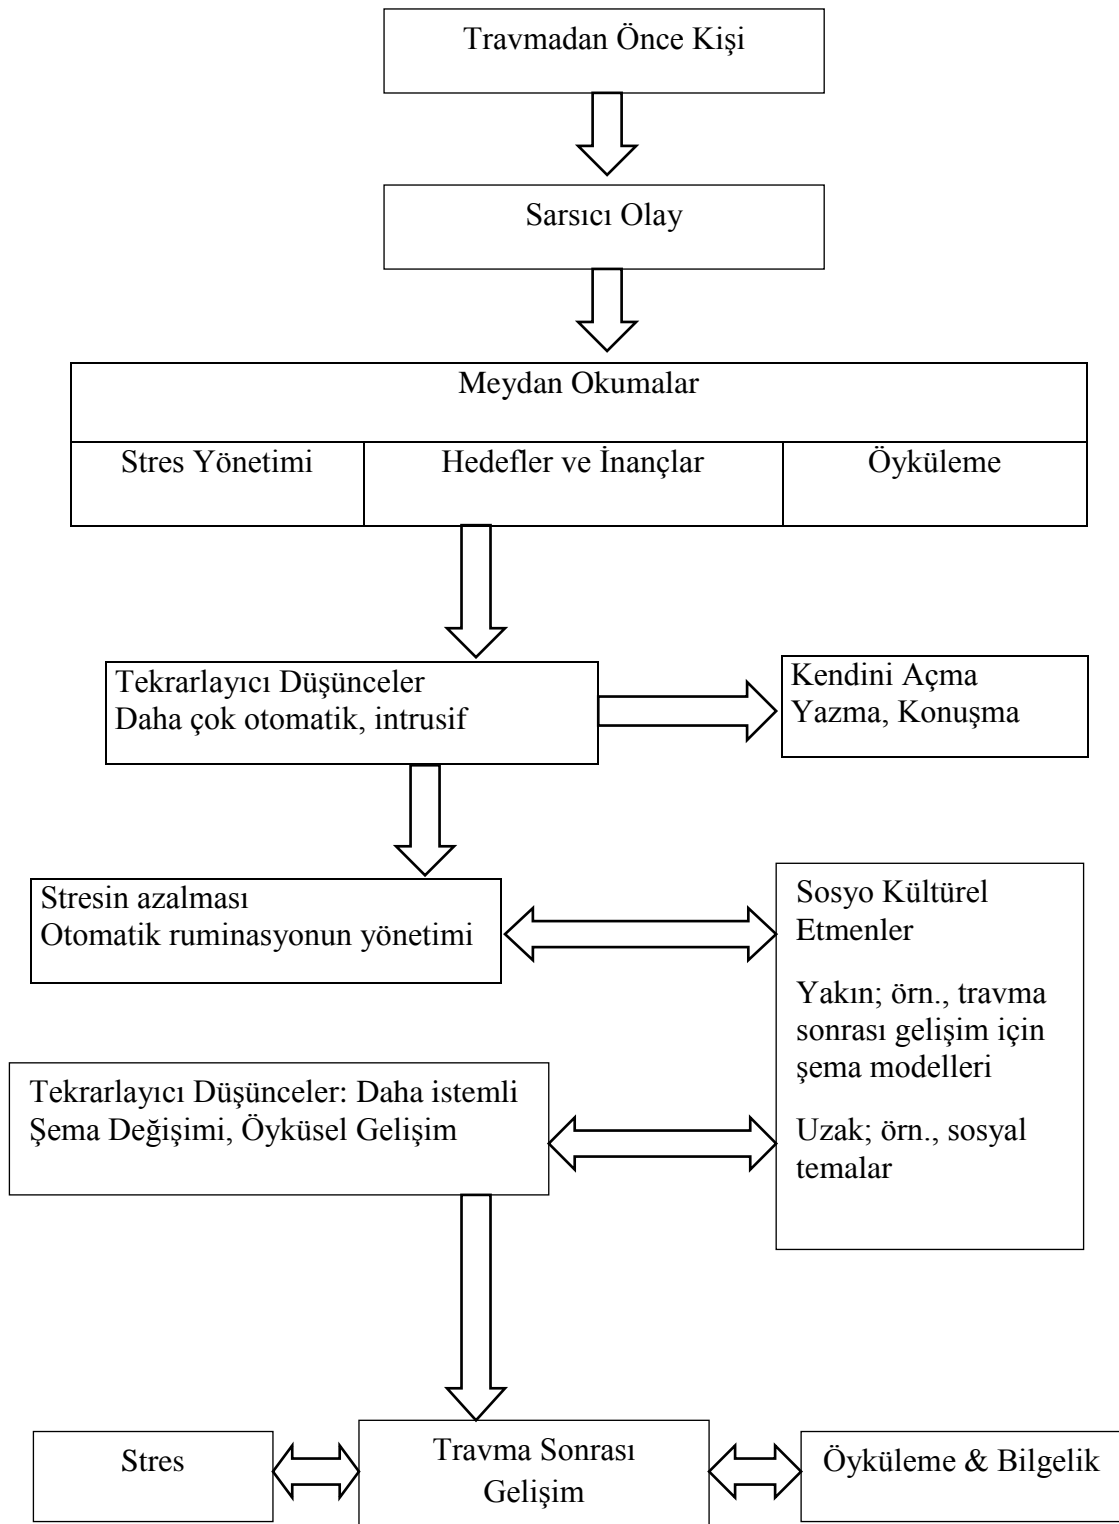 Travmadan Önce Kişi
Sarsıcı Olay
Meydan Okumalar
Stres Yönetimi
Hedefler ve İnançlar
Öyküleme
Tekrarlayıcı Düşünceler
Daha çok otomatik, intrusif
Kendini Açma
Yazma, Konuşma
Stresin azalması
Otomatik ruminasyonun yönetimi
Sosyo Kültürel
Etmenler
Yakın; örn., travma
sonrası gelişim için
şema modelleri
Uzak; örn., sosyal
temalar
Tekrarlayıcı Düşünceler: Daha istemli
Şema Değişimi, Öyküsel Gelişim
Stres
Travma Sonrası
Gelişim
Öyküleme & Bilgelik